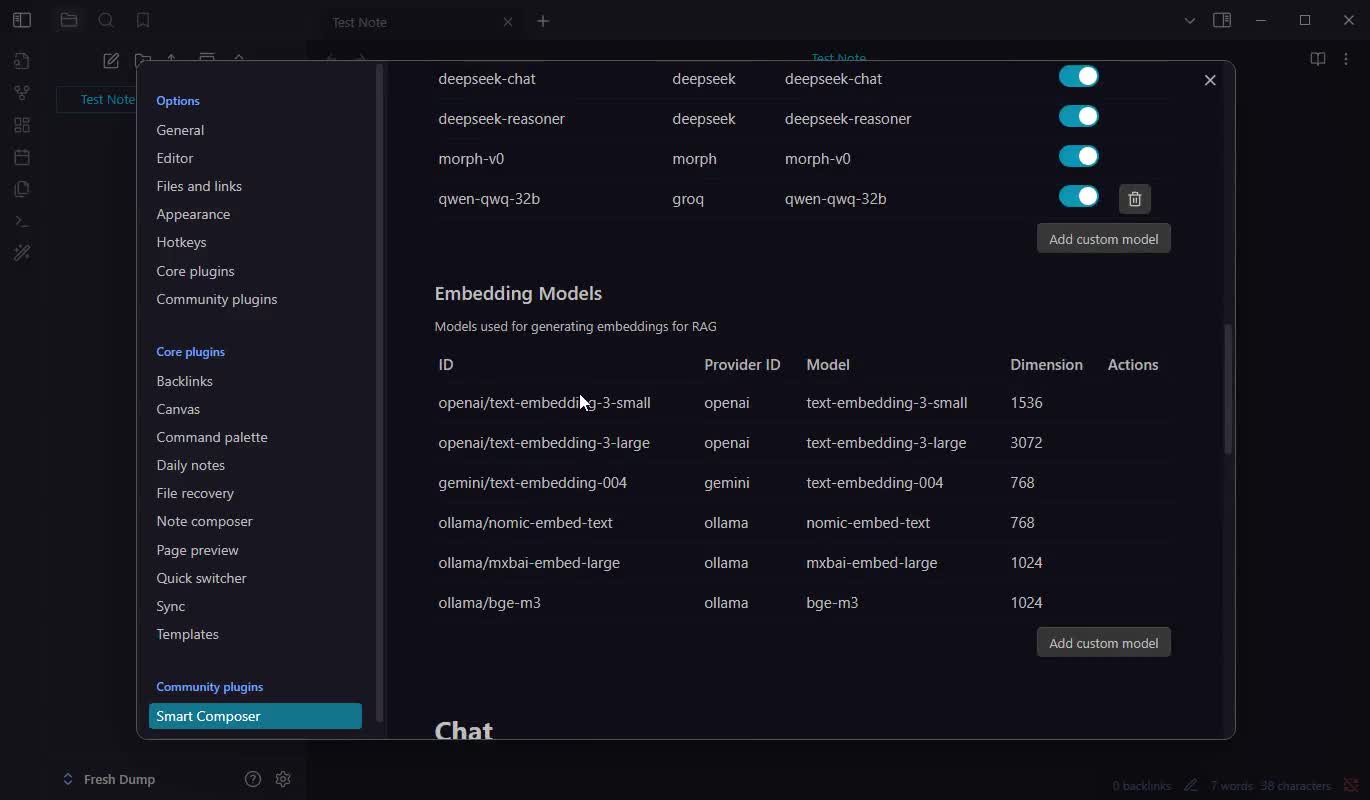 Test Note
Test Note
Test Note
Options
General
Editor
Files and links
Appearance
Hotkeys
Core plugins
Community plugins
Core plugins
Backlinks
Canvas
Command palette
Daily notes
File recovery
Note composer
Page preview
Quick switcher
Sync
Templates
Community plugins
Smart Composer
deepseek-chat deepseek deepseek-chat
deepseek-reasoner deepseek deepseek-reasoner
morph-v0 morph morph-v0
qwen-qwq-32b groq qwen-qwq-32b
Add custom model
Embedding Models
Models used for generating embeddings for RAG
ID Provider ID Model Dimension Actions
openai/text-embedding-3-small openai text-embedding-3-small 1536
openai/text-embedding-3-large openai text-embedding-3-large 3072
gemini/text-embedding-004 gemini text-embedding-004 768
ollama/nomic-embed-text ollama nomic-embed-text 768
ollama/mxbai-embed-large ollama mxbai-embed-large 1024
ollama/bge-m3 ollama bge-m3 1024
Add custom model
Chat
Fresh Dump
0 backlinks 7 words 38 characters